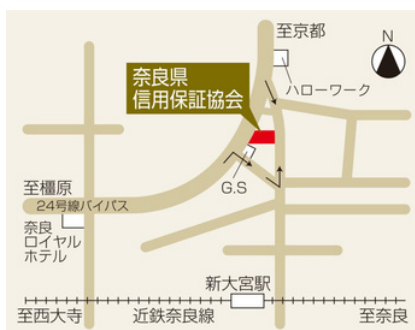 至京都
N
ハローワーク
奈良県
信用保証協会
G.S
至橿原
24号線バイパス
奈良
ロイヤル
ホテル
新大宮駅
至西大寺
近鉄奈良線
至奈良